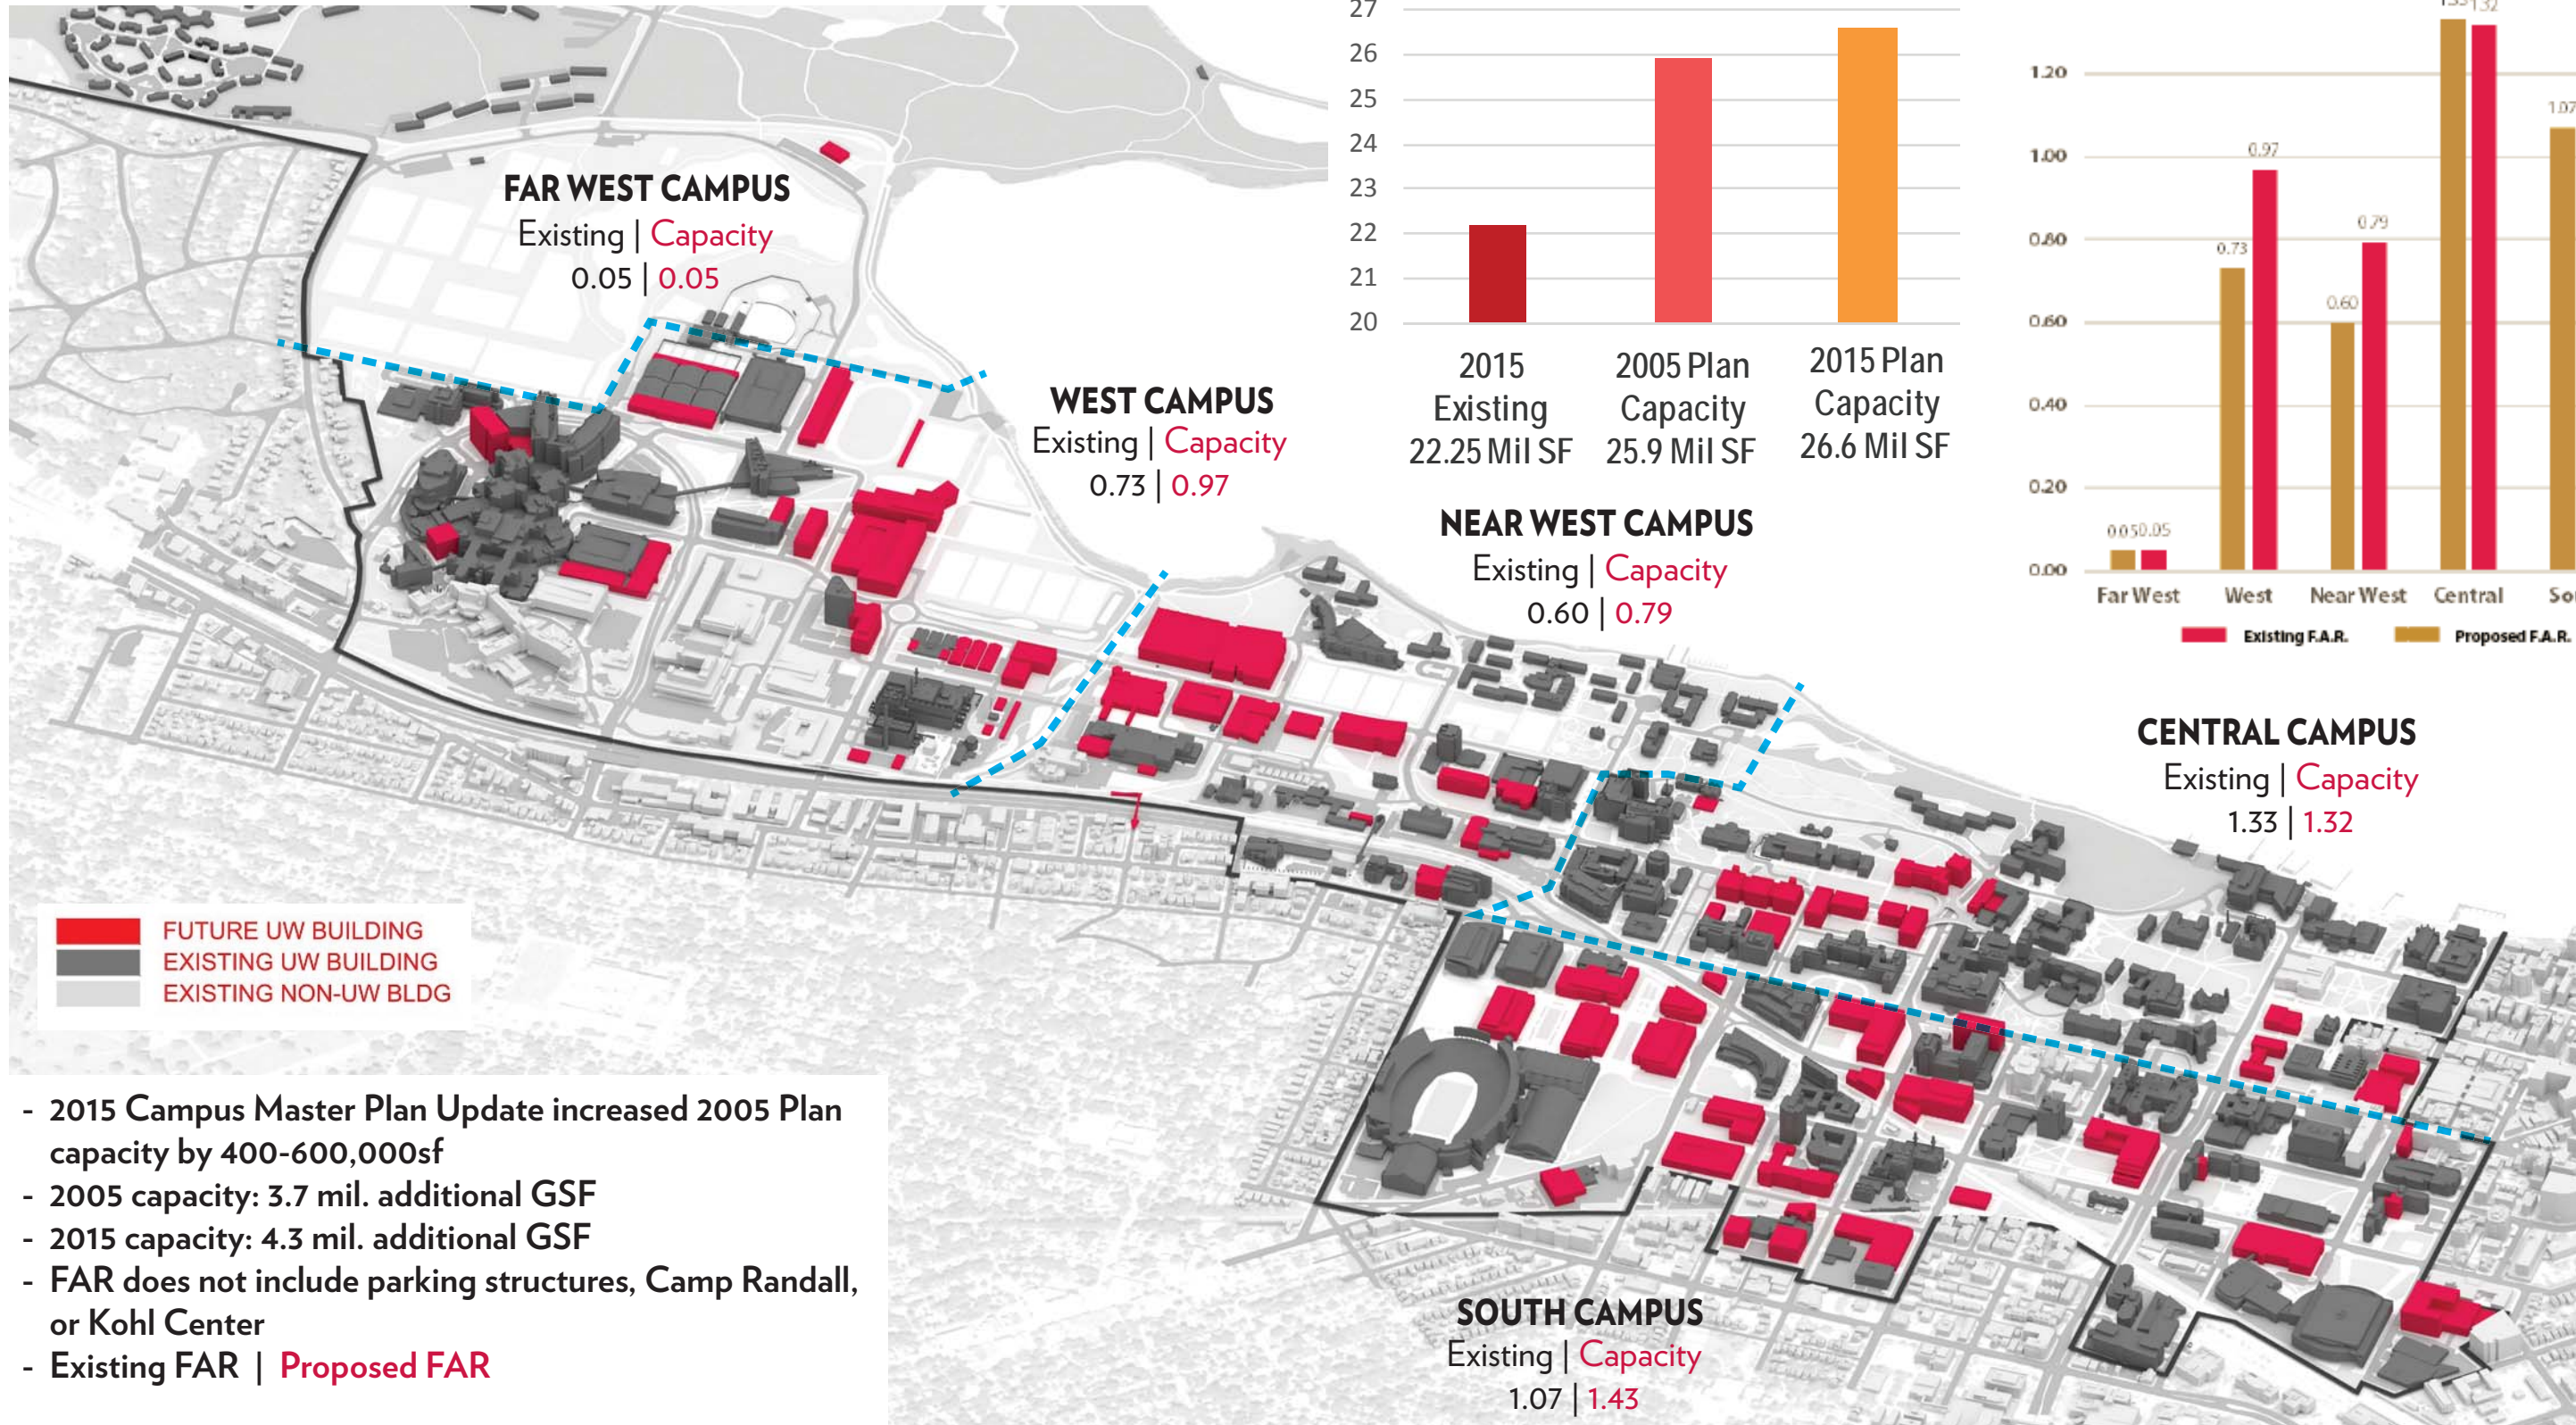 FAR WEST CAMPUS
Existing | Capacity
0.05 | 0.05
WEST CAMPUS
Existing | Capacity
0.73 | 0.97
NEAR WEST CAMPUS
Existing | Capacity
0.60 | 0.79
CENTRAL CAMPUS
Existing | Capacity
1.33 | 1.32
SOUTH CAMPUS
Existing | Capacity
1.07 | 1.43
27
26
25
24
23
22
21
20
2015
Existing
22.25 Mil SF
2005 Plan
Capacity
25.9 Mil SF
2015 Plan
Capacity
26.6 Mil SF
1.32
1.20
1.07
1.00
0.97
0.80
0.79
0.73
0.60
0.60
0.40
0.20
0.05 0.05
0.00
Far West
West
Near West
Central
Existing F.A.R.
Proposed F.A.R.
FUTURE UW BUILDING
EXISTING UW BUILDING
EXISTING NON-UW BLDG
- 2015 Campus Master Plan Update increased 2005 Plan
capacity by 400-600,000sf
- 2005 capacity: 3.7 mil. additional GSF
- 2015 capacity: 4.3 mil. additional GSF
- FAR does not include parking structures, Camp Randall,
or Kohl Center
- Existing FAR | Proposed FAR